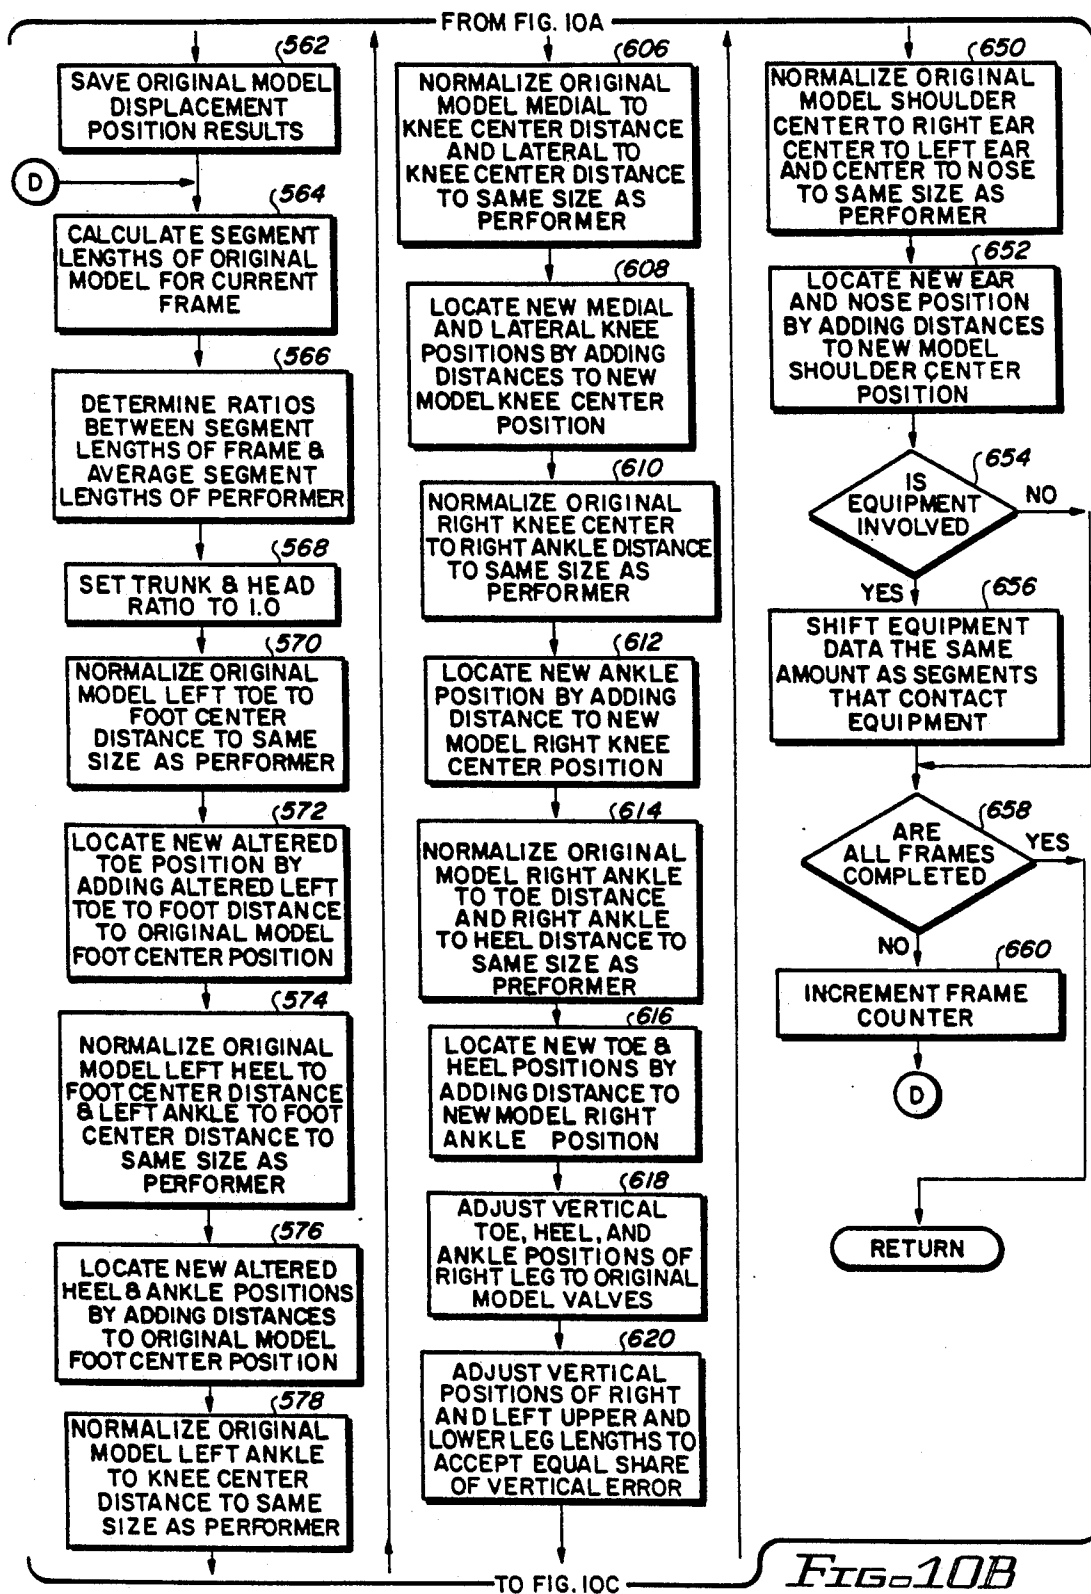 FROM FIG. 10A
562
SAVE ORIGINAL MODEL
DISPLACEMENT
POSITION RESULTS
D
564
CALCULATE SEGMENT
LENGTHS OF ORIGINAL
MODEL FOR CURRENT
FRAME
566
DETERMINE RATIOS
BETWEEN SEGMENT
LENGTHS OF FRAME &
AVERAGE SEGMENT
LENGTHS OF PERFORMER
568
SET TRUNK & HEAD
RATIO TO 1.0
570
NORMALIZE ORIGINAL
MODEL LEFT TOE TO
FOOT CENTER
DISTANCE TO SAME
SIZE AS PERFORMER
572
LOCATE NEW ALTERED
TOE POSITION BY
ADDING ALTERED LEFT
TOE TO FOOT DISTANCE
TO ORIGINAL MODEL
FOOT CENTER POSITION
574
NORMALIZE ORIGINAL
MODEL LEFT HEEL TO
FOOT CENTER DISTANCE
& LEFT ANKLE TO FOOT
CENTER DISTANCE TO
SAME SIZE AS
PERFORMER
576
LOCATE NEW ALTERED
HEEL & ANKLE POSITIONS
BY ADDING DISTANCES
TO ORIGINAL MODEL
FOOT CENTER POSITION
578
NORMALIZE ORIGINAL
MODEL LEFT ANKLE
TO KNEE CENTER
DISTANCE TO SAME
SIZE AS PERFORMER
606
NORMALIZE ORIGINAL
MODEL MEDIAL TO
KNEE CENTER DISTANCE
AND LATERAL TO
KNEE CENTER DISTANCE
TO SAME SIZE AS
PERFORMER
608
LOCATE NEW MEDIAL
AND LATERAL KNEE
POSITIONS BY ADDING
DISTANCES TO NEW
MODEL KNEE CENTER
POSITION
610
NORMALIZE ORIGINAL
RIGHT KNEE CENTER
TO RIGHT ANKLE DISTANCE
TO SAME SIZE AS
PERFORMER
612
LOCATE NEW ANKLE
POSITION BY ADDING
DISTANCE TO NEW
MODEL RIGHT KNEE
CENTER POSITION
614
NORMALIZE ORIGINAL
MODEL RIGHT ANKLE
TO TOE DISTANCE
AND RIGHT ANKLE
TO HEEL DISTANCE TO
SAME SIZE AS
PREFORMER
616
LOCATE NEW TOE &
HEEL POSITIONS BY
ADDING DISTANCE TO
NEW MODEL RIGHT
ANKLE POSITION
618
ADJUST VERTICAL
TOE, HEEL, AND
ANKLE POSITIONS OF
RIGHT LEG TO ORIGINAL
MODEL VALVES
620
ADJUST VERTICAL
POSITIONS OF RIGHT
AND LEFT UPPER AND
LOWER LEG LENGTHS TO
ACCEPT EQUAL SHARE
OF VERTICAL ERROR
650
NORMALIZE ORIGINAL
MODEL SHOULDER
CENTER TO RIGHT EAR
CENTER TO LEFT EAR
AND CENTER TO NOSE
TO SAME SIZE AS
PERFORMER
652
LOCATE NEW EAR
AND NOSE POSITION
BY ADDING DISTANCES
TO NEW MODEL
SHOULDER CENTER
POSITION
654
IS
EQUIPMENT
INVOLVED
NO
YES
656
SHIFT EQUIPMENT
DATA THE SAME
AMOUNT AS SEGMENTS
THAT CONTACT
EQUIPMENT
658
ARE
ALL FRAMES
COMPLETED
YES
NO
660
INCREMENT FRAME
COUNTER
D
RETURN
TO FIG. 10C
FIG. 10B